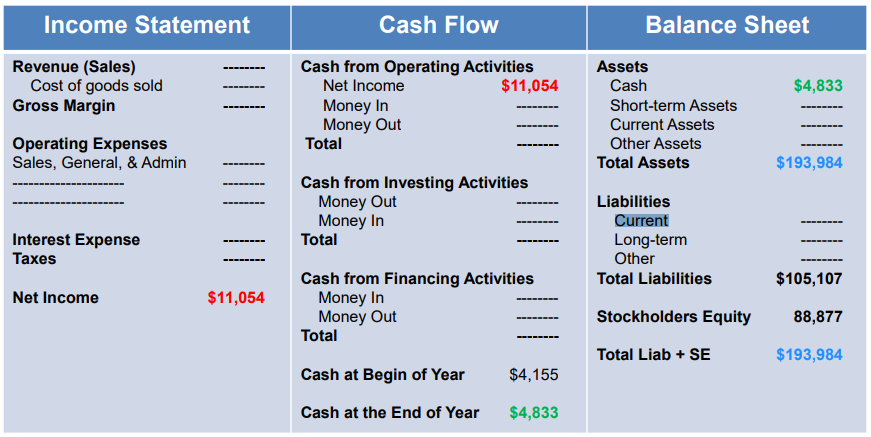 Income Statement
Revenue (Sales) --------
Cost of goods sold --------
Gross Margin --------
Operating Expenses
Sales, General, & Admin --------
--------------------- --------
--------------------- --------
Interest Expense --------
Taxes --------
Net Income $11,054
Cash Flow
Cash from Operating Activities
Net Income $11,054
Money In --------
Money Out --------
Total --------
Cash from Investing Activities
Money Out --------
Money In --------
Total --------
Cash from Financing Activities
Money In --------
Money Out --------
Total --------
Cash at Begin of Year $4,155
Cash at the End of Year $4,833
Balance Sheet
Assets
Cash $4,833
Short-term Assets --------
Current Assets --------
Other Assets --------
Total Assets $193,984
Liabilities
Current --------
Long-term --------
Other --------
Total Liabilities $105,107
Stockholders Equity 88,877
Total Liab + SE $193,984